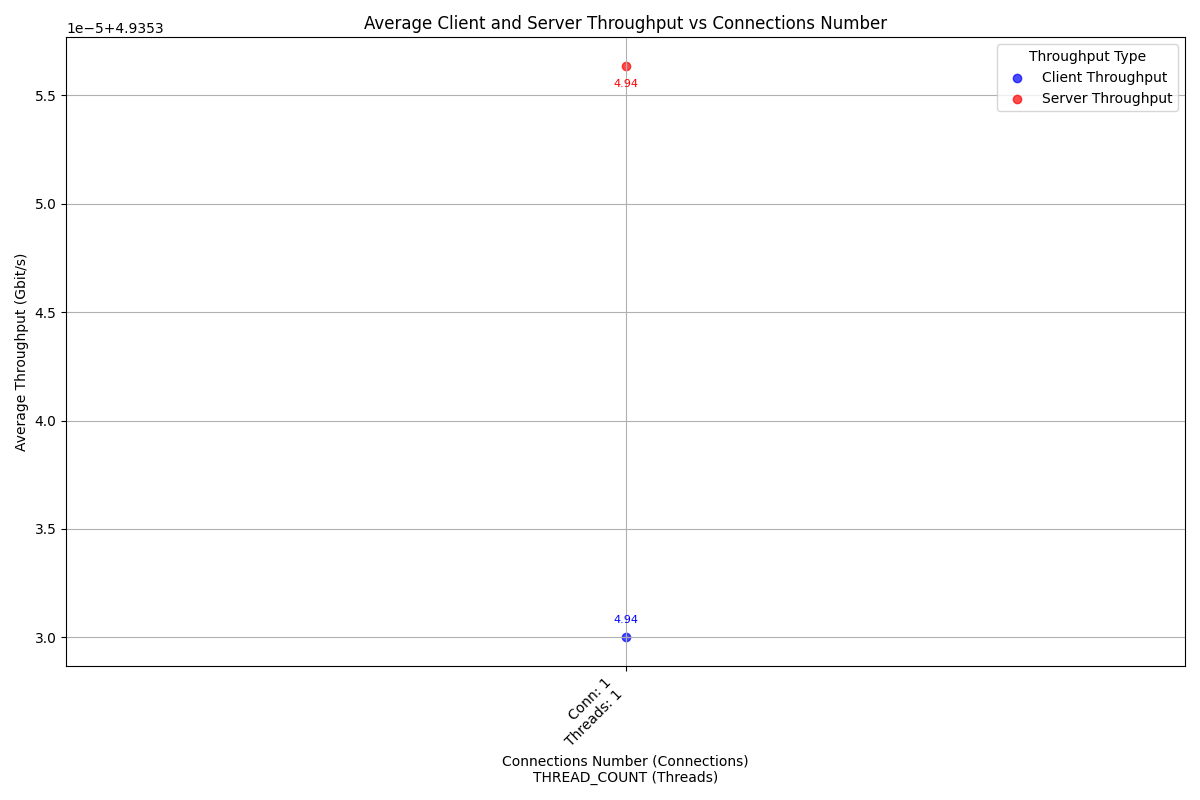 Average Client and Server Throughput vs Connections Number
1e−5+4.9353
Throughput Type
Client Throughput
Server Throughput
4.94
5.5
5.0
4.5
4.0
3.5
3.0
Average Throughput (Gbit/s)
4.94
Conn: 1
Threads: 1
Connections Number (Connections)
THREAD_COUNT (Threads)